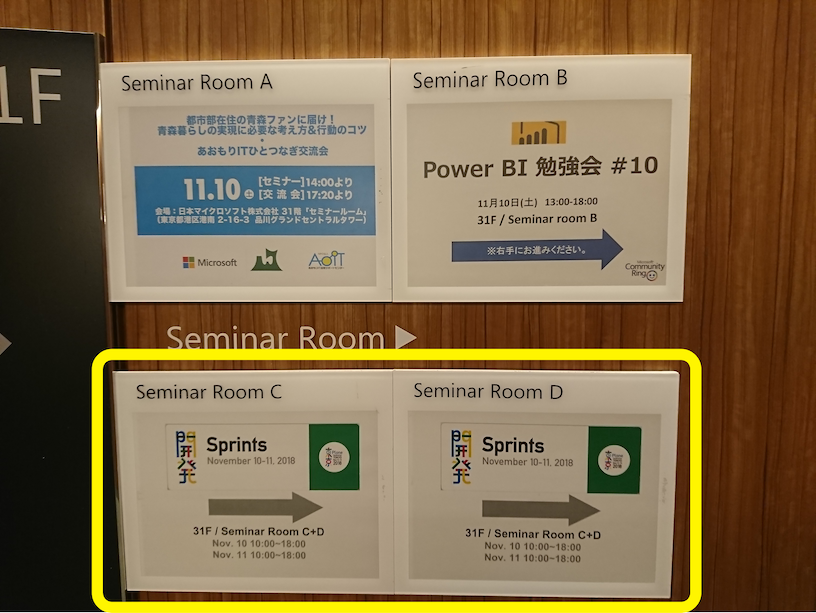 1F
Seminar Room A
都市部在住の青森ファンに届け！
青森暮らしの実現に必要な考え方&行動のコツ
・
あおもりITひとつなぎ交流会
11.10 土 [セミナー]14:00より
[交 流 会]17:20より
会場：日本マイクロソフト株式会社 31階「セミナールーム」
(東京都港区港南 2-16-3 品川グランドセントラルタワー)
Microsoft
AOIT
Seminar Room B
Power BI 勉強会 #10
11月10日(土) 13:00-18:00
31F / Seminar room B
※右手にお進みください。
Microsoft
Community
Ring
Seminar Room
Seminar Room C
開発
Sprints
November 10-11. 2018
31F / Seminar Room C+D
Nov. 10 10:00~18:00
Nov. 11 10:00~18:00
Seminar Room D
開発
Sprints
November 10-11. 2018
31F / Seminar Room C+D
Nov. 10 10:00~18:00
Nov. 11 10:00~18:00